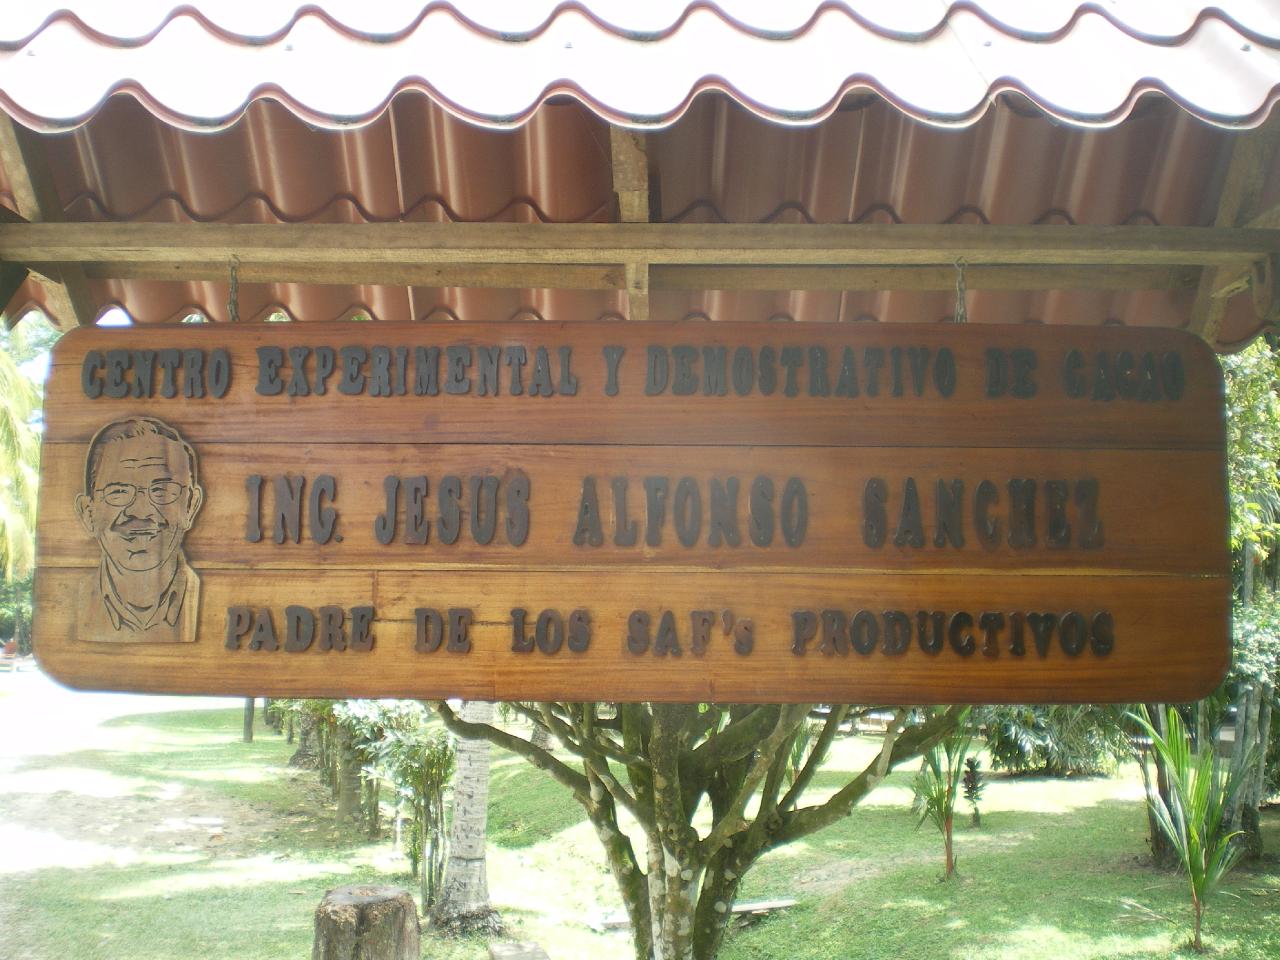 CENTRO EXPERIMENTAL Y DEMOSTRATIVO DE CACAO
ING. JESUS ALFONSO SANCHEZ
PADRE DE LOS SAF's PRODUCTIVOS